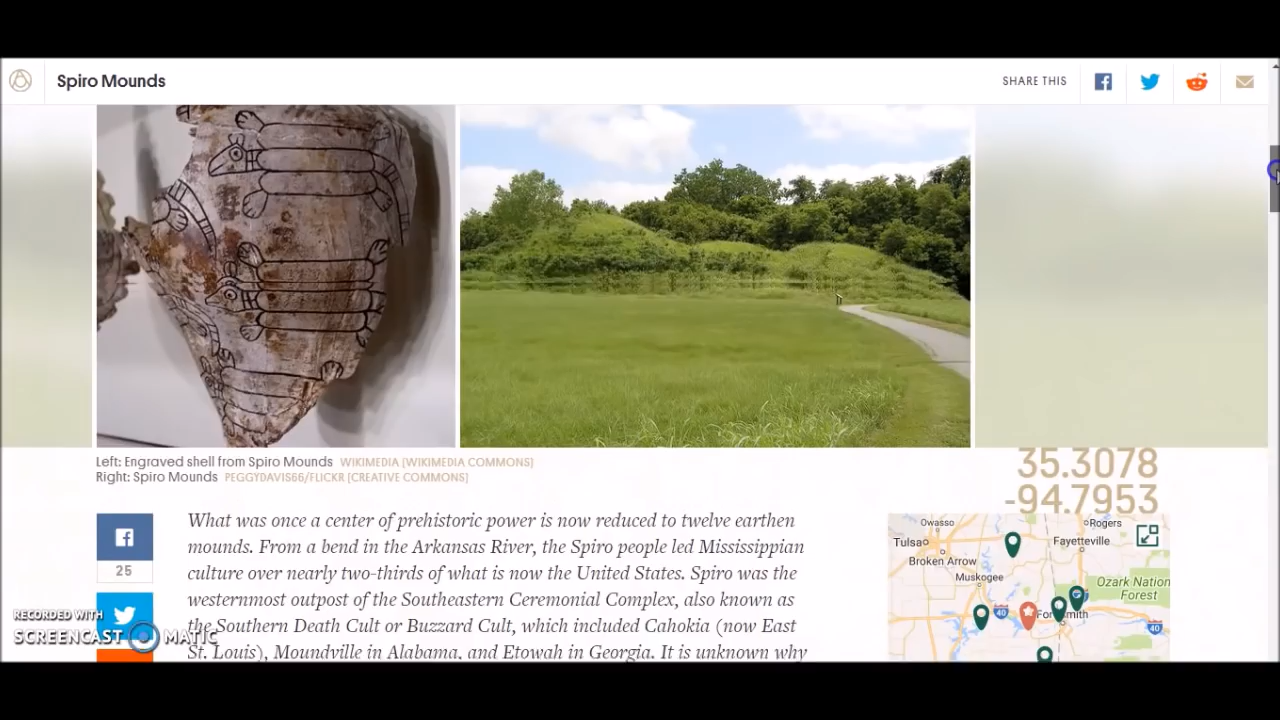 Spiro Mounds
SHARE THIS
Left: Engraved shell from Spiro Mounds WIKIMEDIA [WIKIMEDIA COMMONS]
Right: Spiro Mounds PEGGYDAVIS66/FLICKR [CREATIVE COMMONS]
35.3078
-94.7953
25
What was once a center of prehistoric power is now reduced to twelve earthen
mounds. From a bend in the Arkansas River, the Spiro people led Mississippian
culture over nearly two-thirds of what is now the United States. Spiro was the
westernmost outpost of the Southeastern Ceremonial Complex, also known as
the Southern Death Cult or Buzzard Cult, which included Cahokia (now East
St. Louis), Moundville in Alabama, and Etowah in Georgia. It is unknown why
Owasso
Rogers
Tulsa
Fayetteville
Broken Arrow
Muskogee
Ozark Nation
Forest
40
Fort Smith
40
RECORDED WITH
SCREENCAST MATIC